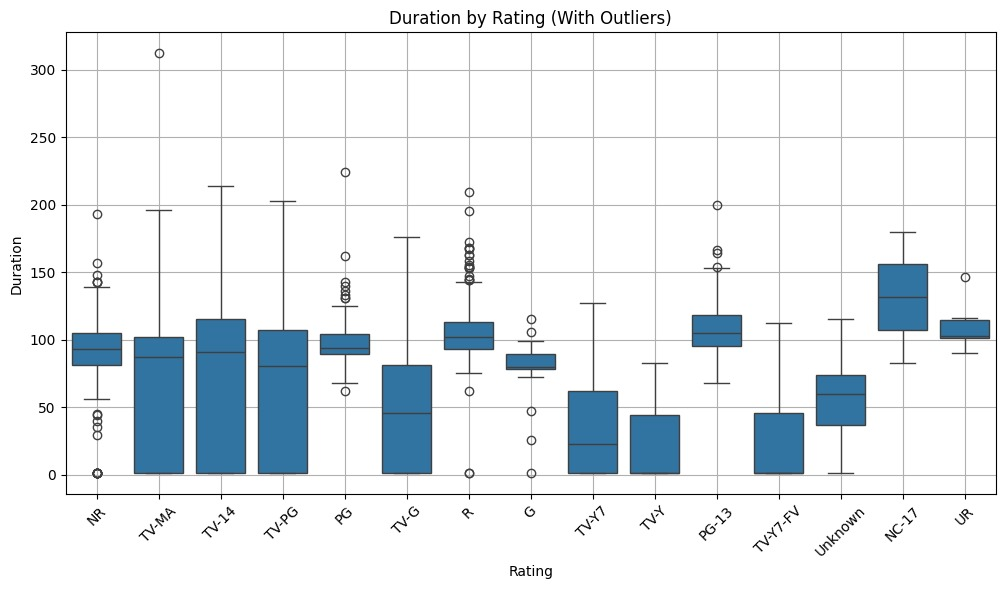 Duration by Rating (With Outliers)
300
250
200
150
100
50
0
Duration
NR
TV-MA
TV-14
TV-PG
PG
TV-G
R
G
TV-Y7
TV-Y
PG-13
TV-Y7-FV
Unknown
NC-17
UR
Rating